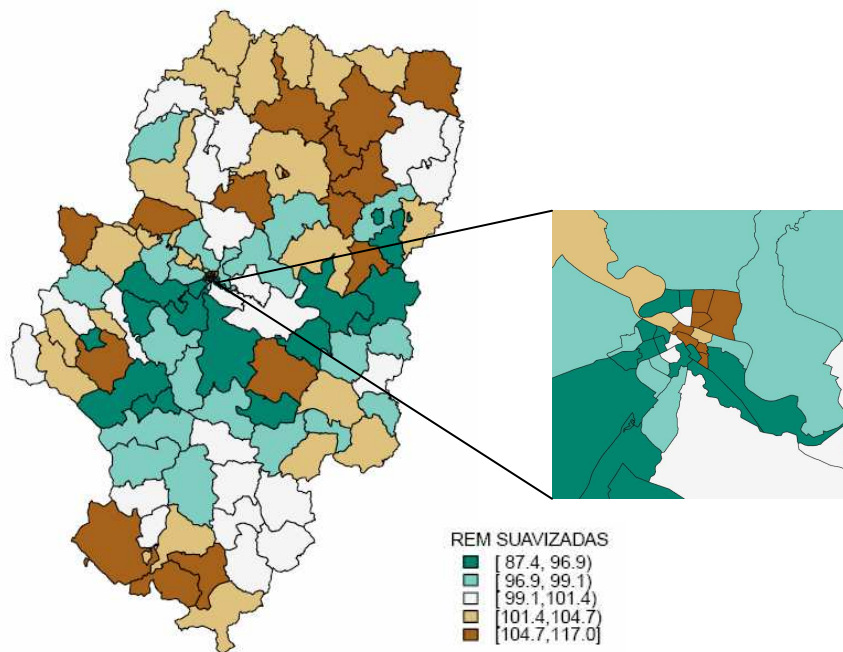 REM SUAVIZADAS
[ 87.4, 96.9)
[ 96.9, 99.1)
[ 99.1,101.4)
[101.4,104.7)
[104.7,117.0]